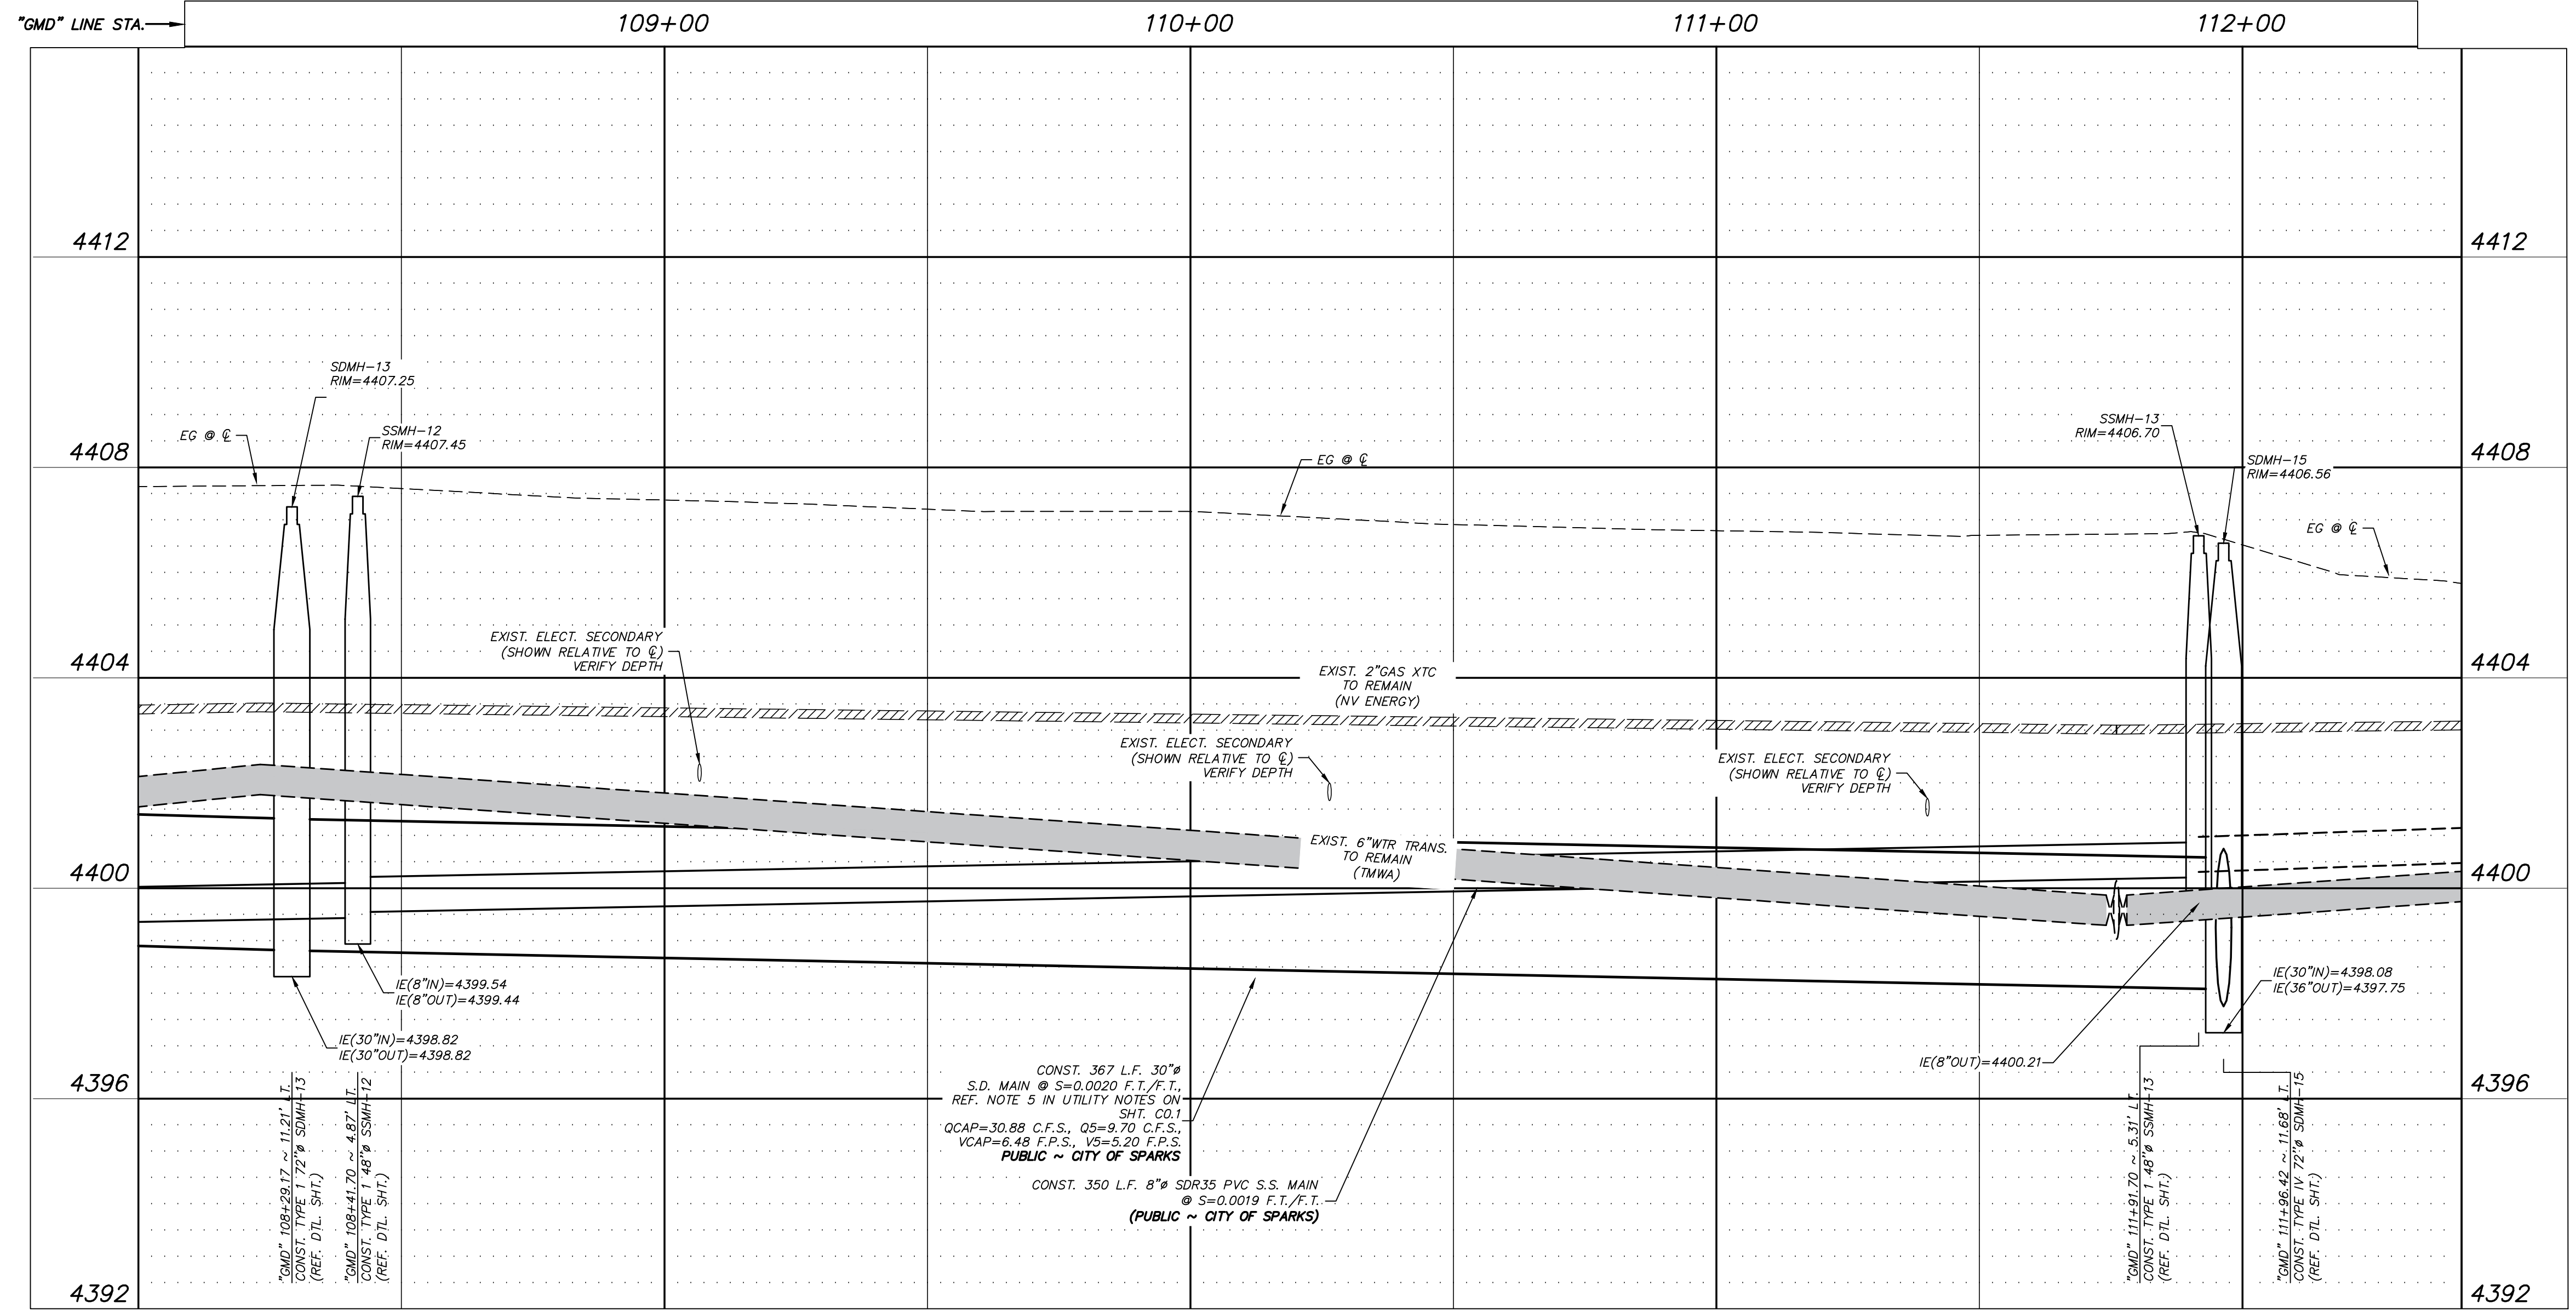 "GMD" LINE STA.
109+00
110+00
111+00
112+00
4412
4412
SDMH-13
RIM=4407.25
SSMH-12
RIM=4407.45
EG @ ℄
4408
EG @ ℄
SSMH-13
RIM=4406.70
SDMH-15
RIM=4406.56
4408
EG @ ℄
EXIST. ELECT. SECONDARY
(SHOWN RELATIVE TO ℄)
VERIFY DEPTH
4404
4404
EXIST. 2"GAS XTC
TO REMAIN
(NV ENERGY)
EXIST. ELECT. SECONDARY
(SHOWN RELATIVE TO ℄)
VERIFY DEPTH
EXIST. ELECT. SECONDARY
(SHOWN RELATIVE TO ℄)
VERIFY DEPTH
EXIST. 6"WTR TRANS.
TO REMAIN
(TMWA)
4400
4400
IE(8"IN)=4399.54
IE(8"OUT)=4399.44
IE(30"IN)=4398.82
IE(30"OUT)=4398.82
IE(30"IN)=4398.08
IE(36"OUT)=4397.75
IE(8"OUT)=4400.21
CONST. 367 L.F. 30"ø
S.D. MAIN @ S=0.0020 F.T./F.T.,
REF. NOTE 5 IN UTILITY NOTES ON
SHT. C0.1
QCAP=30.88 C.F.S., Q5=9.70 C.F.S.,
VCAP=6.48 F.P.S., V5=5.20 F.P.S.
PUBLIC ~ CITY OF SPARKS
4396
4396
CONST. 350 L.F. 8"ø SDR35 PVC S.S. MAIN
@ S=0.0019 F.T./F.T.
(PUBLIC ~ CITY OF SPARKS)
"GMD" 108+29.17 ~ 11.21' LT.
CONST. TYPE 1 72"ø SDMH-13
(REF. DTL. SHT.)
"GMD" 108+41.70 ~ 4.87' LT.
CONST. TYPE 1 48"ø SSMH-12
(REF. DTL. SHT.)
"GMD" 111+91.70 ~ 5.31' LT.
CONST. TYPE 1 48"ø SSMH-13
(REF. DTL. SHT.)
"GMD" 111+96.42 ~ 11.68' LT.
CONST. TYPE IV 72"ø SDMH-15
(REF. DTL. SHT.)
4392
4392